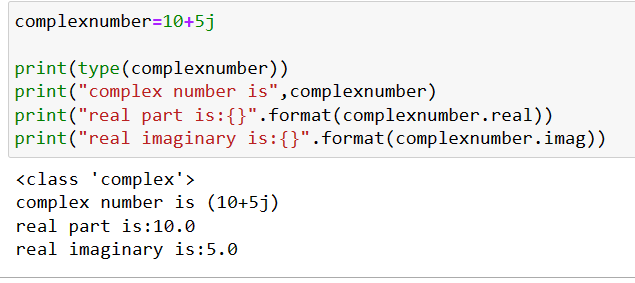 complexnumber=10+5j
print(type(complexnumber))
print("complex number is",complexnumber)
print("real part is:{}".format(complexnumber.real))
print("real imaginary is:{}".format(complexnumber.imag))
<class 'complex'>
complex number is (10+5j)
real part is:10.0
real imaginary is:5.0